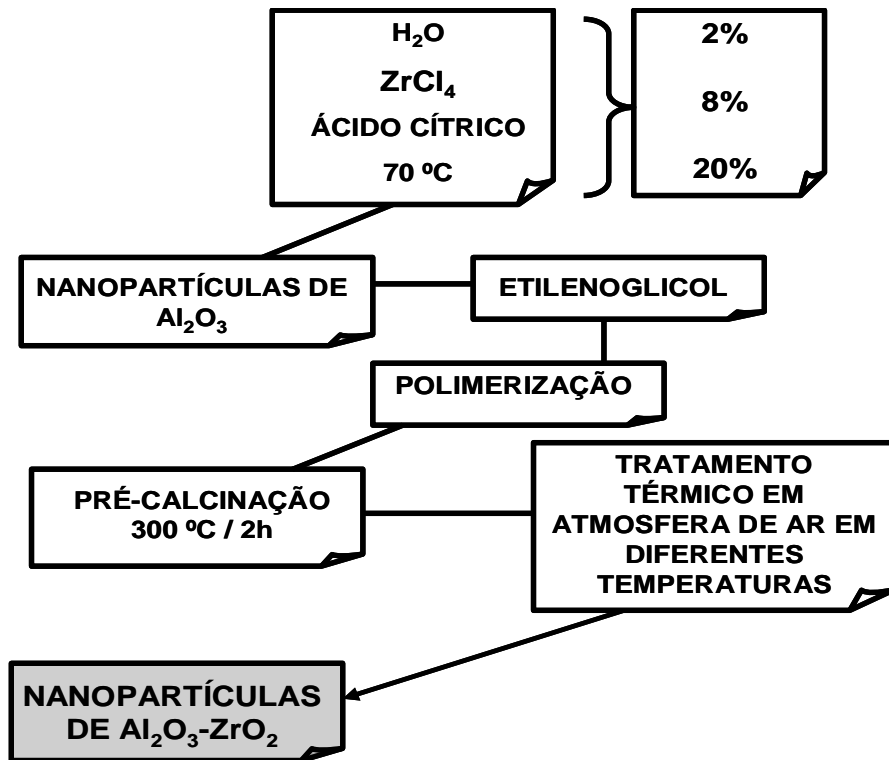 H₂O
ZrCl₄
ÁCIDO CÍTRICO
70 ºC
2%
8%
20%
NANOPARTÍCULAS DE
Al₂O₃
ETILENOGLICOL
POLIMERIZAÇÃO
PRÉ-CALCINAÇÃO
300 ºC / 2h
TRATAMENTO
TÉRMICO EM
ATMOSFERA DE AR EM
DIFERENTES
TEMPERATURAS
NANOPARTÍCULAS
DE Al₂O₃-ZrO₂